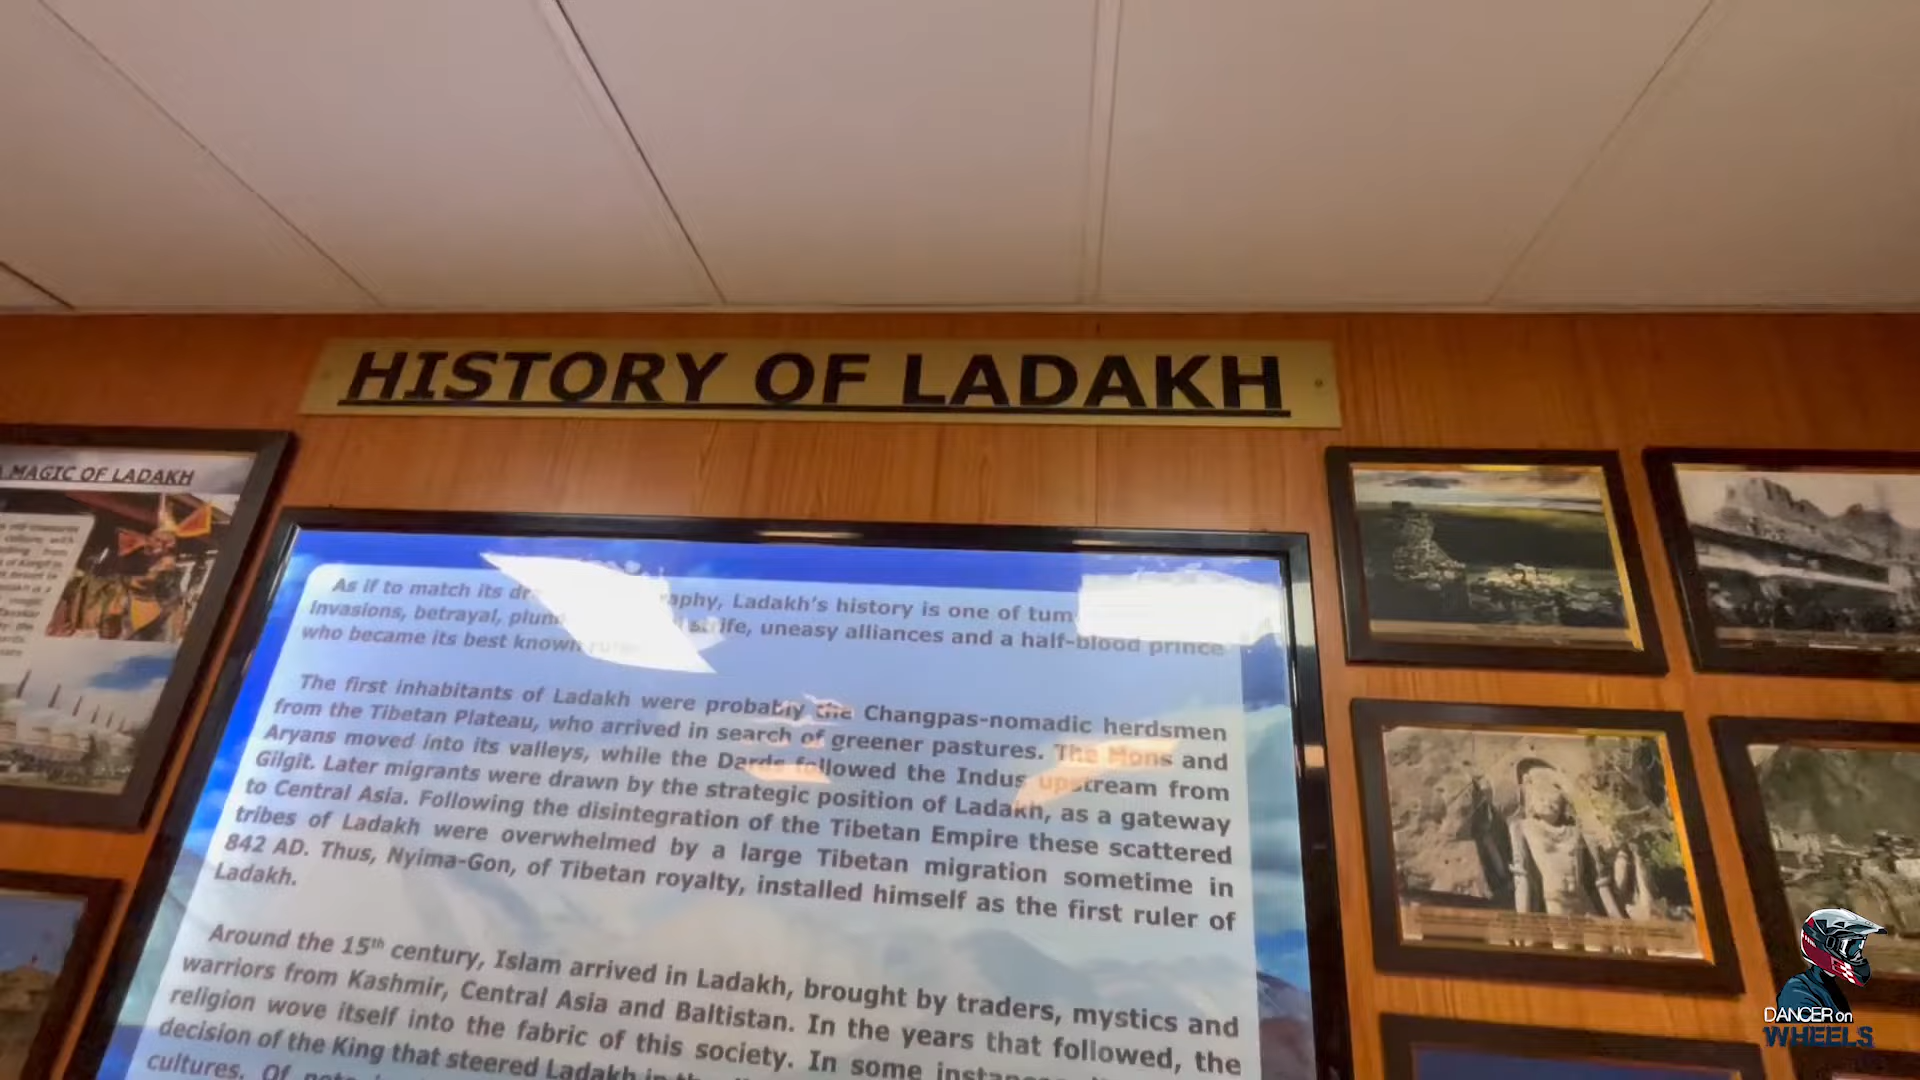 HISTORY OF LADAKH
MAGIC OF LADAKH
As if to match its Ladakh's history is one of
Invasions, betrayal, uneasy alliances and a half-blood prince
who became its best known
The first inhabitants of Ladakh were probably the Changpas-nomadic herdsmen
from the Tibetan Plateau, who arrived in search of greener pastures. The Mons and
Aryans moved into its valleys, while the Dards followed the Indus upstream from
Gilgit. Later migrants were drawn by the strategic position of Ladakh, as a gateway
to Central Asia. Following the disintegration of the Tibetan Empire these scattered
tribes of Ladakh were overwhelmed by a large Tibetan migration sometime in
842 AD. Thus, Nyima-Gon, of Tibetan royalty, installed himself as the first ruler of
Ladakh.
Around the 15th century, Islam arrived in Ladakh, brought by traders, mystics and
warriors from Kashmir, Central Asia and Baltistan. In the years that followed, the
religion wove itself into the fabric of this society. In some
decision of the King that steered Ladakh
cultures. Of
DANCER on
WHEELS